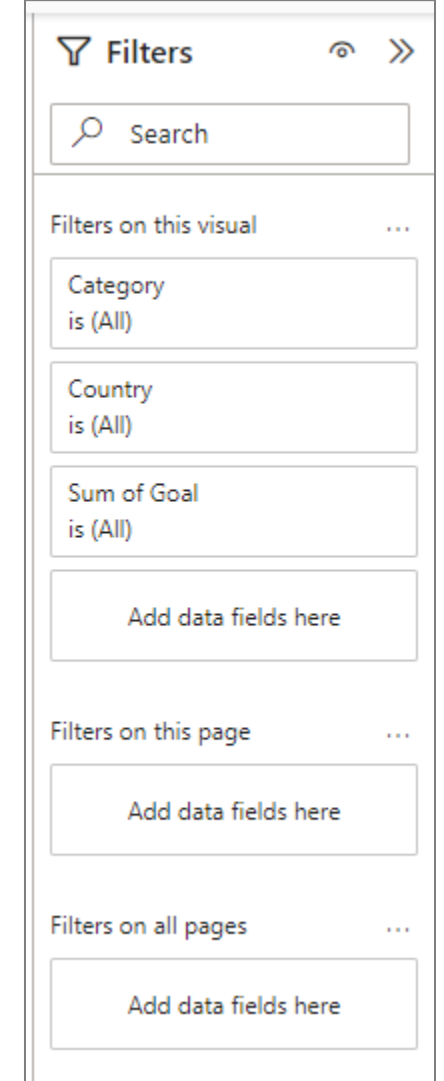 Filters
Search
Filters on this visual
...
Category
is (All)
Country
is (All)
Sum of Goal
is (All)
Add data fields here
Filters on this page
...
Add data fields here
Filters on all pages
...
Add data fields here